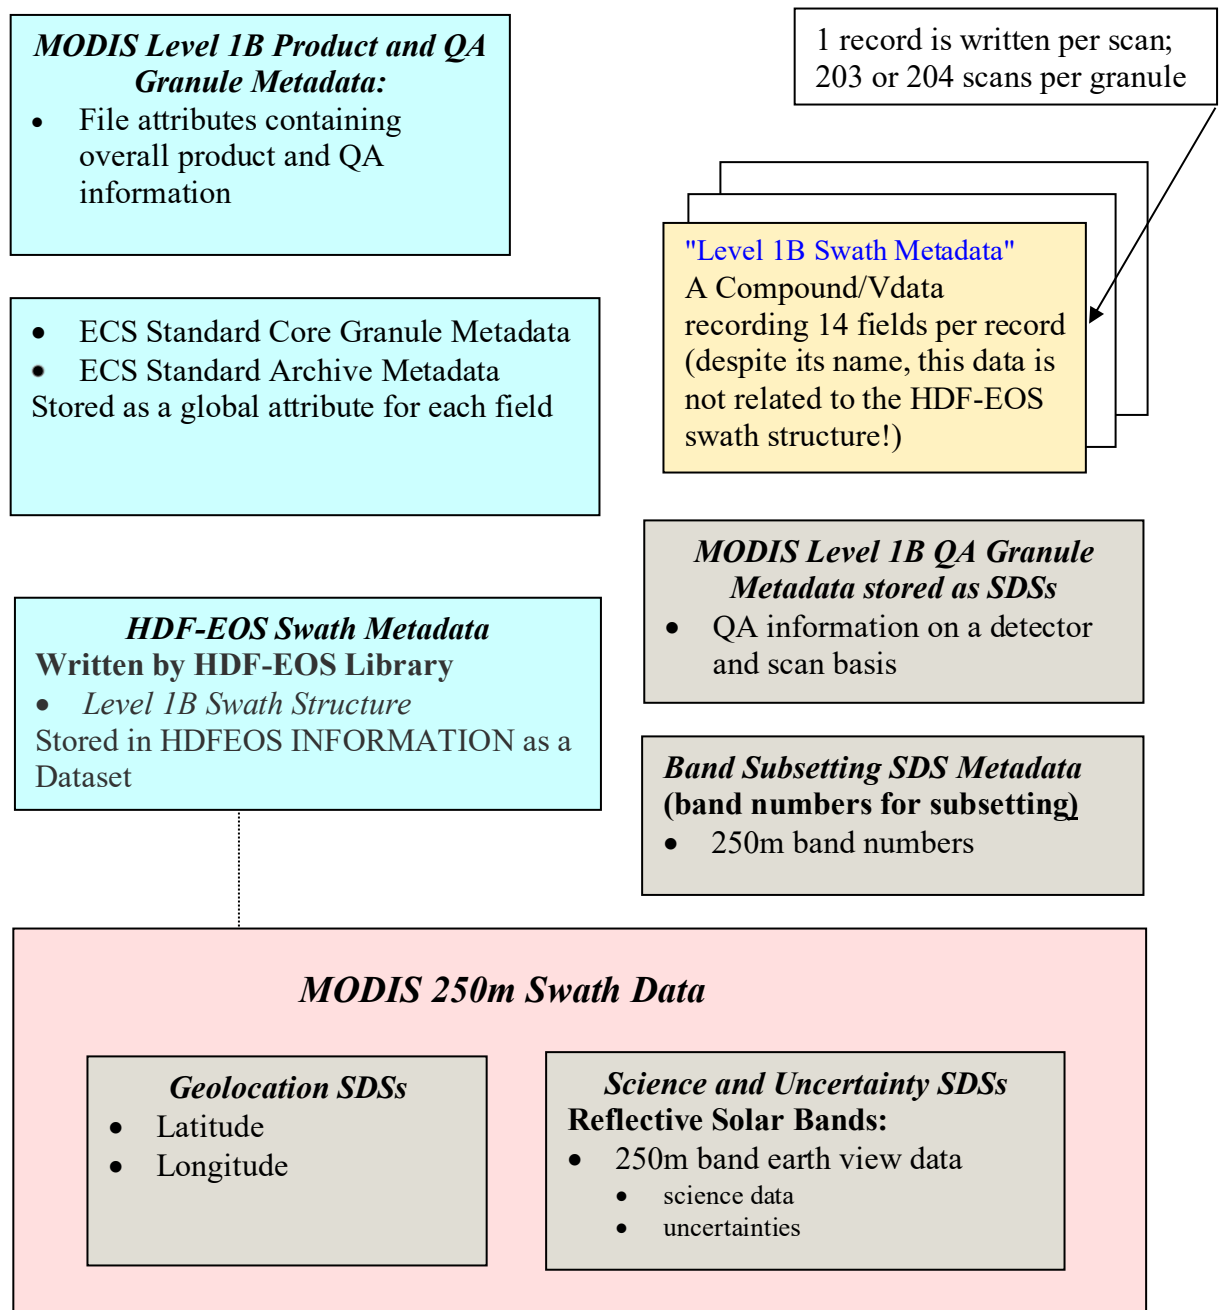 MODIS Level 1B Product and QA
Granule Metadata:
• File attributes containing
overall product and QA
information
1 record is written per scan;
203 or 204 scans per granule
"Level 1B Swath Metadata"
A Compound/Vdata
recording 14 fields per record
(despite its name, this data is
not related to the HDF-EOS
swath structure!)
• ECS Standard Core Granule Metadata
• ECS Standard Archive Metadata
Stored as a global attribute for each field
MODIS Level 1B QA Granule
Metadata stored as SDSs
• QA information on a detector
and scan basis
HDF-EOS Swath Metadata
Written by HDF-EOS Library
• Level 1B Swath Structure
Stored in HDFEOS INFORMATION as a
Dataset
Band Subsetting SDS Metadata
(band numbers for subsetting)
• 250m band numbers
MODIS 250m Swath Data
Geolocation SDSs
• Latitude
• Longitude
Science and Uncertainty SDSs
Reflective Solar Bands:
• 250m band earth view data
• science data
• uncertainties